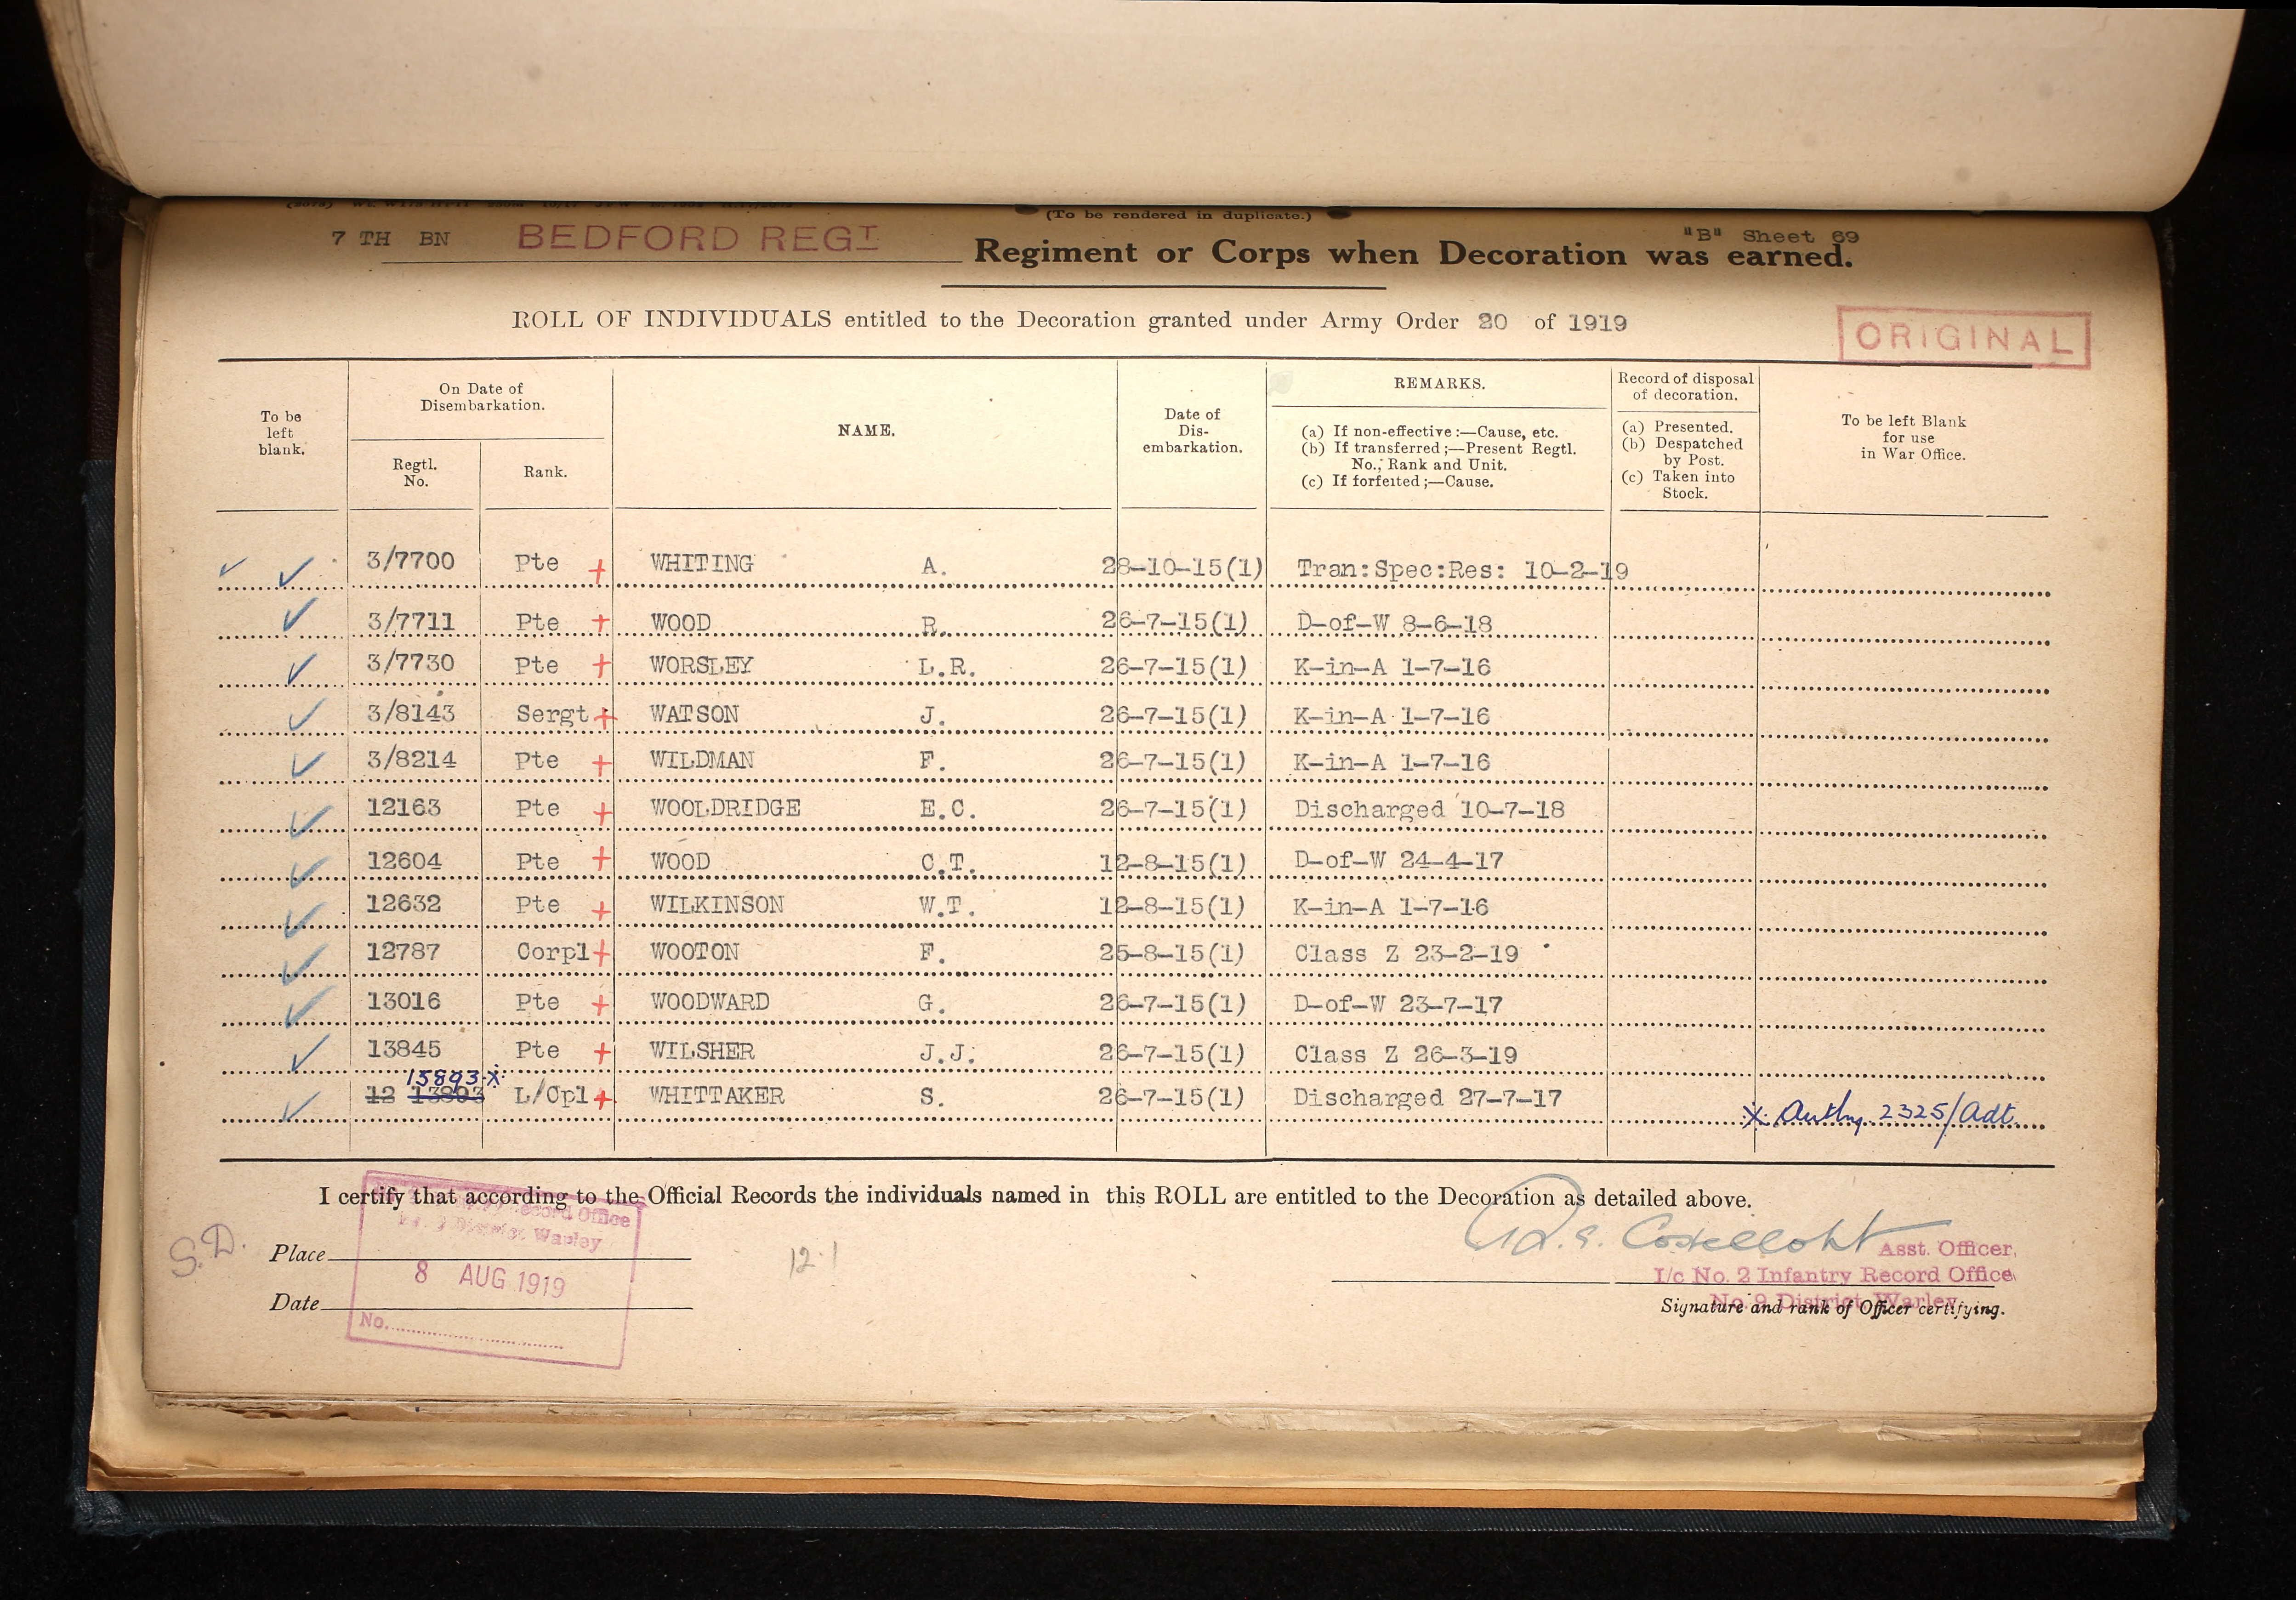 (To be rendered in duplicate.)
7 TH BN BEDFORD REGT Regiment or Corps when Decoration was earned.
"B" Sheet 69
ROLL OF INDIVIDUALS entitled to the Decoration granted under Army Order 20 of 1919
ORIGINAL
To be left blank. On Date of Disembarkation. Regtl. No. Rank. NAME. Date of Dis-embarkation. REMARKS. Record of disposal of decoration. To be left Blank for use in War Office.
(a) If non-effective :—Cause, etc.
(b) If transferred ;—Present Regtl. No., Rank and Unit.
(c) If forfeited ;—Cause.
(a) Presented.
(b) Despatched by Post.
(c) Taken into Stock.
3/7700 Pte + WHITING A. 28-10-15(1) Tran:Spec:Res: 10-2-19
3/7711 Pte + WOOD R. 26-7-15(1) D-of-W 8-6-18
3/7730 Pte + WORSLEY L.R. 26-7-15(1) K-in-A 1-7-16
3/8143 Sergt + WATSON J. 26-7-15(1) K-in-A 1-7-16
3/8214 Pte + WILDMAN F. 26-7-15(1) K-in-A 1-7-16
12163 Pte + WOOLDRIDGE E.C. 26-7-15(1) Discharged 10-7-18
12604 Pte + WOOD C.T. 12-8-15(1) D-of-W 24-4-17
12632 Pte + WILKINSON W.T. 12-8-15(1) K-in-A 1-7-16
12787 Corpl + WOOTON F. 25-8-15(1) Class Z 23-2-19
13016 Pte + WOODWARD G. 26-7-15(1) D-of-W 23-7-17
13845 Pte + WILSHER J.J. 26-7-15(1) Class Z 26-3-19
15893 X
12 13893 L/Cpl + WHITTAKER S. 26-7-15(1) Discharged 27-7-17
X Authy 2325/Adt.
I certify that according to the Official Records the individuals named in this ROLL are entitled to the Decoration as detailed above.
Record Office
District, Warley
8 AUG 1919
No.
S.D.
Place
12.1
Date
Asst. Officer,
I/c No. 2 Infantry Record Office
No. 9 District Warley
Signature and rank of Officer certifying.